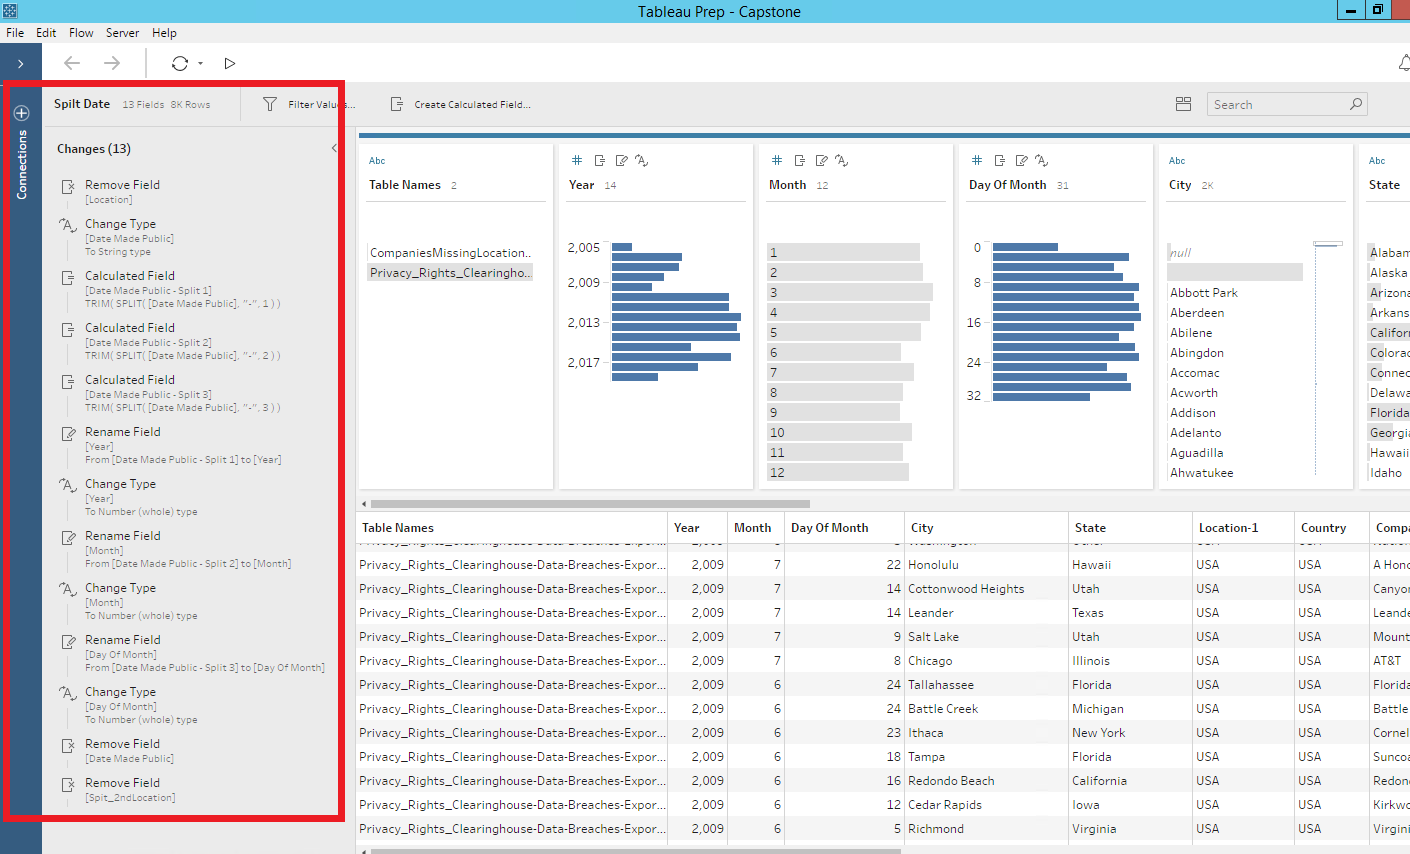 Tableau Prep - Capstone
File Edit Flow Server Help
Connections
Spilt Date 13 Fields 8K Rows Filter Values... Create Calculated Field... Search
Changes (13)
Remove Field
[Location]
Change Type
[Date Made Public]
To String type
Calculated Field
[Date Made Public - Split 1]
TRIM( SPLIT( [Date Made Public], "-", 1 ) )
Calculated Field
[Date Made Public - Split 2]
TRIM( SPLIT( [Date Made Public], "-", 2 ) )
Calculated Field
[Date Made Public - Split 3]
TRIM( SPLIT( [Date Made Public], "-", 3 ) )
Rename Field
[Year]
From [Date Made Public - Split 1] to [Year]
Change Type
[Year]
To Number (whole) type
Rename Field
[Month]
From [Date Made Public - Split 2] to [Month]
Change Type
[Month]
To Number (whole) type
Rename Field
[Day Of Month]
From [Date Made Public - Split 3] to [Day Of Month]
Change Type
[Day Of Month]
To Number (whole) type
Remove Field
[Date Made Public]
Remove Field
[Spit_2ndLocation]
Abc
Table Names 2
CompaniesMissingLocation..
Privacy_Rights_Clearingho...
#
Year 14
2,005
2,009
2,013
2,017
#
Month 12
1
2
3
4
5
6
7
8
9
10
11
12
#
Day Of Month 31
0
8
16
24
32
Abc
City 2K
null
Abbott Park
Aberdeen
Abilene
Abingdon
Accomac
Acworth
Addison
Adelanto
Aguadilla
Ahwatukee
Abc
State
Alabam
Alaska
Arizona
Arkans
Californ
Colorad
Connec
Delawa
Florida
Georgia
Hawaii
Idaho
Table Names Year Month Day Of Month City State Location-1 Country Compa
Privacy_Rights_Clearinghouse-Data-Breaches-Expor... 2,009 7 22 Honolulu Hawaii USA USA A Hono
Privacy_Rights_Clearinghouse-Data-Breaches-Expor... 2,009 7 14 Cottonwood Heights Utah USA USA Canyor
Privacy_Rights_Clearinghouse-Data-Breaches-Expor... 2,009 7 14 Leander Texas USA USA Leande
Privacy_Rights_Clearinghouse-Data-Breaches-Expor... 2,009 7 9 Salt Lake Utah USA USA Mount
Privacy_Rights_Clearinghouse-Data-Breaches-Expor... 2,009 7 8 Chicago Illinois USA USA AT&T
Privacy_Rights_Clearinghouse-Data-Breaches-Expor... 2,009 6 24 Tallahassee Florida USA USA Florida
Privacy_Rights_Clearinghouse-Data-Breaches-Expor... 2,009 6 24 Battle Creek Michigan USA USA Battle
Privacy_Rights_Clearinghouse-Data-Breaches-Expor... 2,009 6 23 Ithaca New York USA USA Cornel
Privacy_Rights_Clearinghouse-Data-Breaches-Expor... 2,009 6 18 Tampa Florida USA USA Suncoa
Privacy_Rights_Clearinghouse-Data-Breaches-Expor... 2,009 6 16 Redondo Beach California USA USA Redon
Privacy_Rights_Clearinghouse-Data-Breaches-Expor... 2,009 6 12 Cedar Rapids Iowa USA USA Kirkwo
Privacy_Rights_Clearinghouse-Data-Breaches-Expor... 2,009 6 5 Richmond Virginia USA USA Virgini